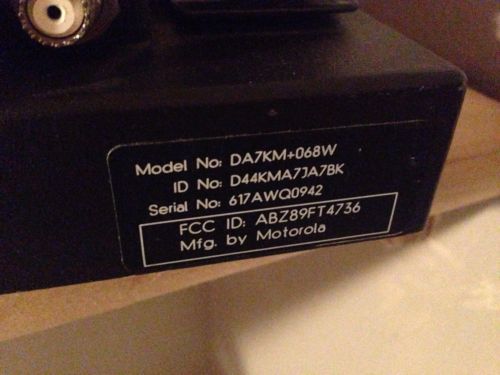 Model No: DA7KM+068W
ID No: D44KMA7JA7BK
Serial No: 617AWQ0942
FCC ID: ABZ89FT4736
Mfg. by Motorola